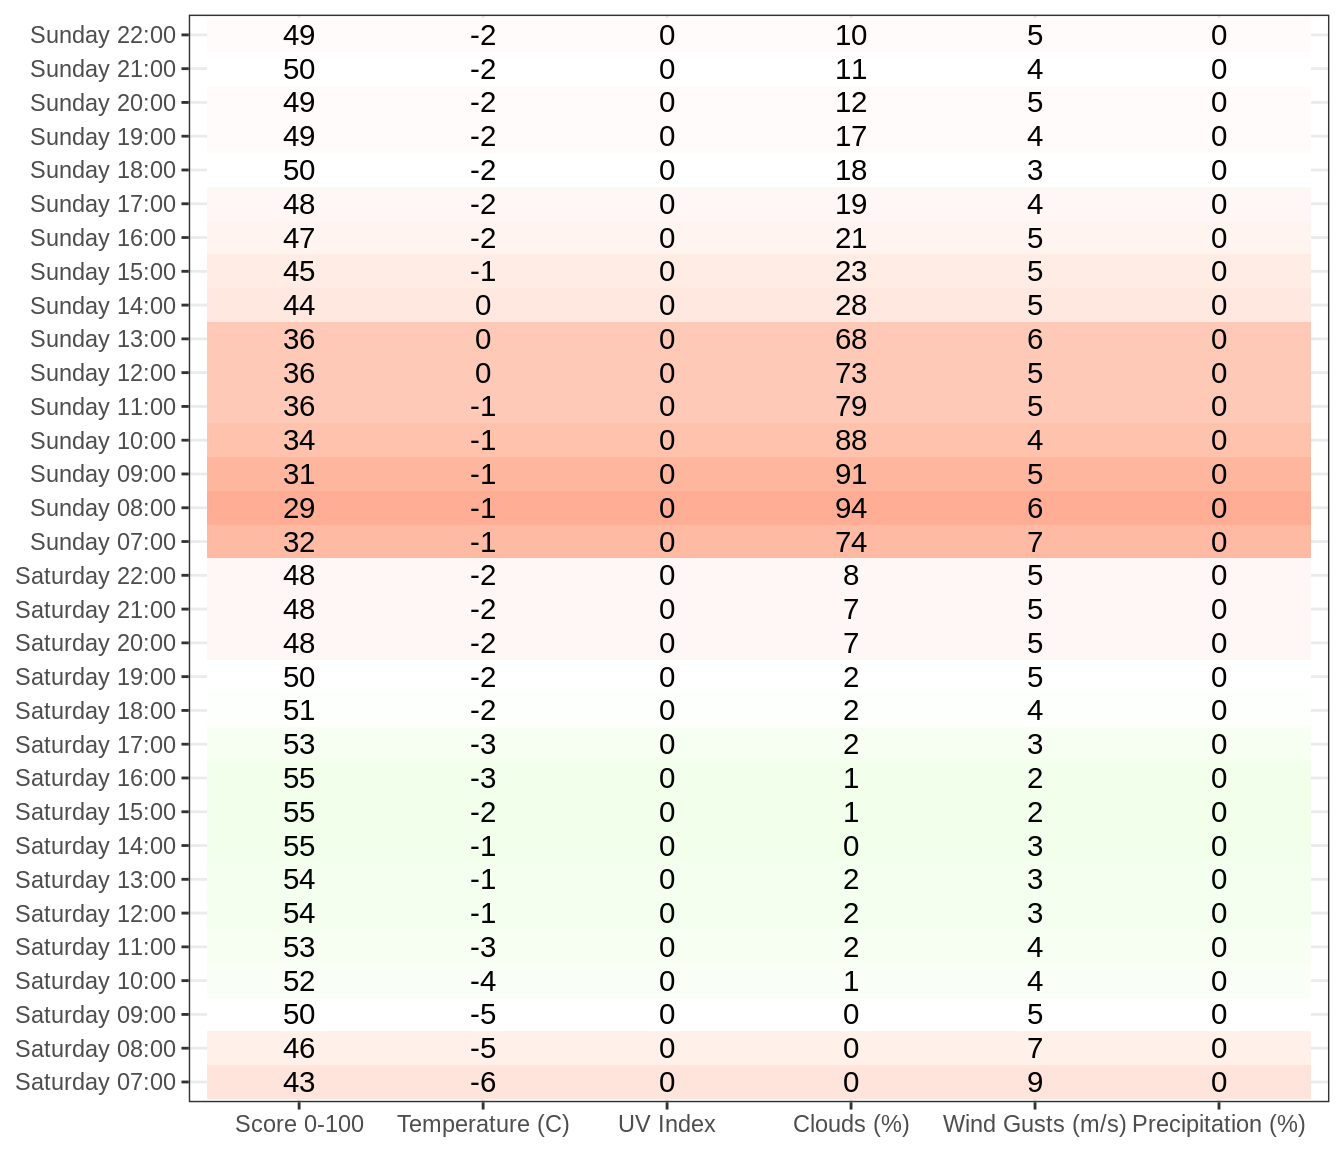 Sunday 22:00 49 -2 0 10 5 0
Sunday 21:00 50 -2 0 11 4 0
Sunday 20:00 49 -2 0 12 5 0
Sunday 19:00 49 -2 0 17 4 0
Sunday 18:00 50 -2 0 18 3 0
Sunday 17:00 48 -2 0 19 4 0
Sunday 16:00 47 -2 0 21 5 0
Sunday 15:00 45 -1 0 23 5 0
Sunday 14:00 44 0 0 28 5 0
Sunday 13:00 36 0 0 68 6 0
Sunday 12:00 36 0 0 73 5 0
Sunday 11:00 36 -1 0 79 5 0
Sunday 10:00 34 -1 0 88 4 0
Sunday 09:00 31 -1 0 91 5 0
Sunday 08:00 29 -1 0 94 6 0
Sunday 07:00 32 -1 0 74 7 0
Saturday 22:00 48 -2 0 8 5 0
Saturday 21:00 48 -2 0 7 5 0
Saturday 20:00 48 -2 0 7 5 0
Saturday 19:00 50 -2 0 2 5 0
Saturday 18:00 51 -2 0 2 4 0
Saturday 17:00 53 -3 0 2 3 0
Saturday 16:00 55 -3 0 1 2 0
Saturday 15:00 55 -2 0 1 2 0
Saturday 14:00 55 -1 0 0 3 0
Saturday 13:00 54 -1 0 2 3 0
Saturday 12:00 54 -1 0 2 3 0
Saturday 11:00 53 -3 0 2 4 0
Saturday 10:00 52 -4 0 1 4 0
Saturday 09:00 50 -5 0 0 5 0
Saturday 08:00 46 -5 0 0 7 0
Saturday 07:00 43 -6 0 0 9 0
Score 0-100 Temperature (C) UV Index Clouds (%) Wind Gusts (m/s) Precipitation (%)